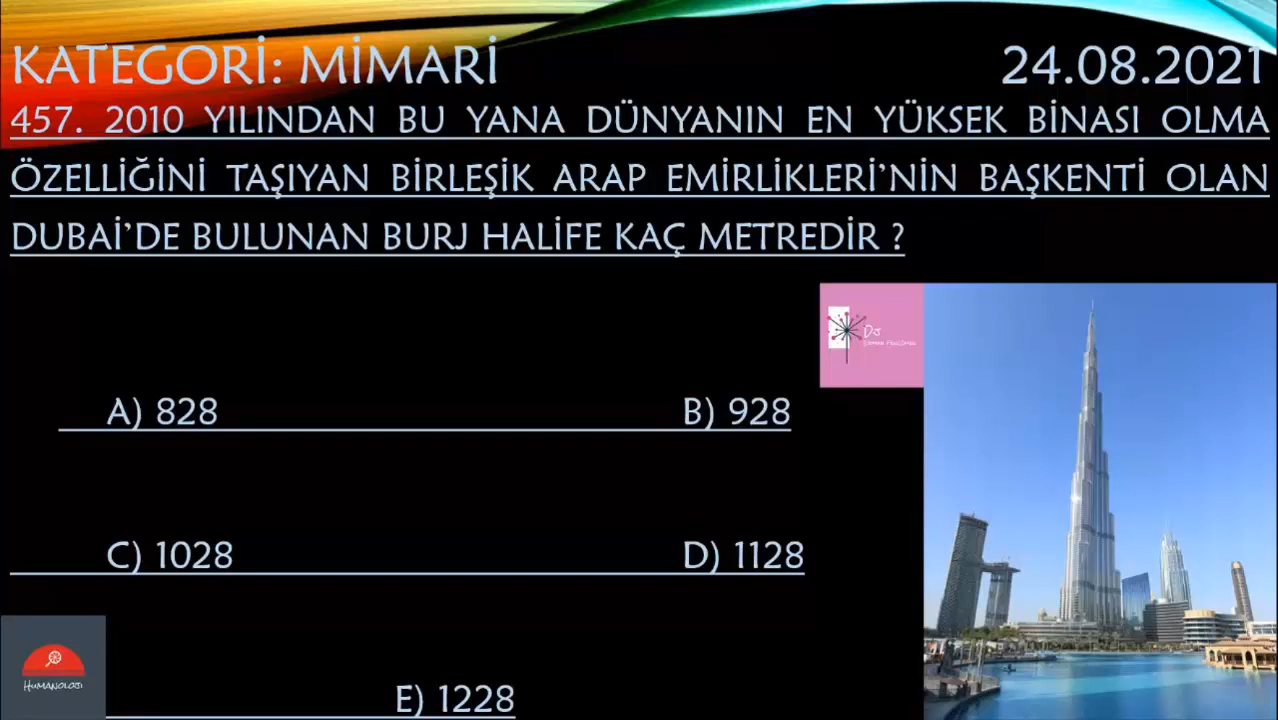 KATEGORİ: MİMARİ 24.08.2021
457. 2010 YILINDAN BU YANA DÜNYANIN EN YÜKSEK BİNASI OLMA
ÖZELLİĞİNİ TAŞIYAN BİRLEŞİK ARAP EMİRLİKLERİ’NİN BAŞKENTİ OLAN
DUBAİ’DE BULUNAN BURJ HALİFE KAÇ METREDİR ?
A) 828 B) 928
C) 1028 D) 1128
E) 1228
Dj
HUMANOLOJI